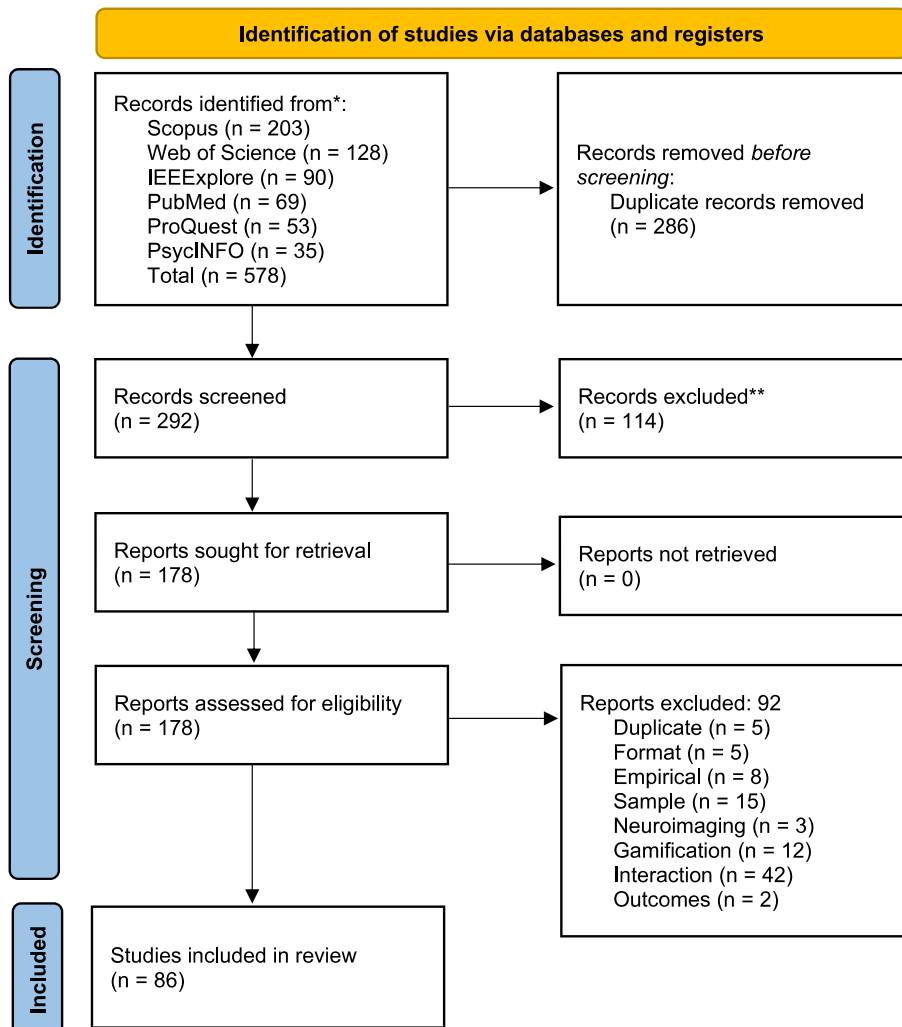 Identification of studies via databases and registers
Identification
Records identified from*:
Scopus (n = 203)
Web of Science (n = 128)
IEEExplore (n = 90)
PubMed (n = 69)
ProQuest (n = 53)
PsycINFO (n = 35)
Total (n = 578)
Records removed before
screening:
Duplicate records removed
(n = 286)
Screening
Records screened
(n = 292)
Records excluded**
(n = 114)
Reports sought for retrieval
(n = 178)
Reports not retrieved
(n = 0)
Reports assessed for eligibility
(n = 178)
Reports excluded: 92
Duplicate (n = 5)
Format (n = 5)
Empirical (n = 8)
Sample (n = 15)
Neuroimaging (n = 3)
Gamification (n = 12)
Interaction (n = 42)
Outcomes (n = 2)
Included
Studies included in review
(n = 86)